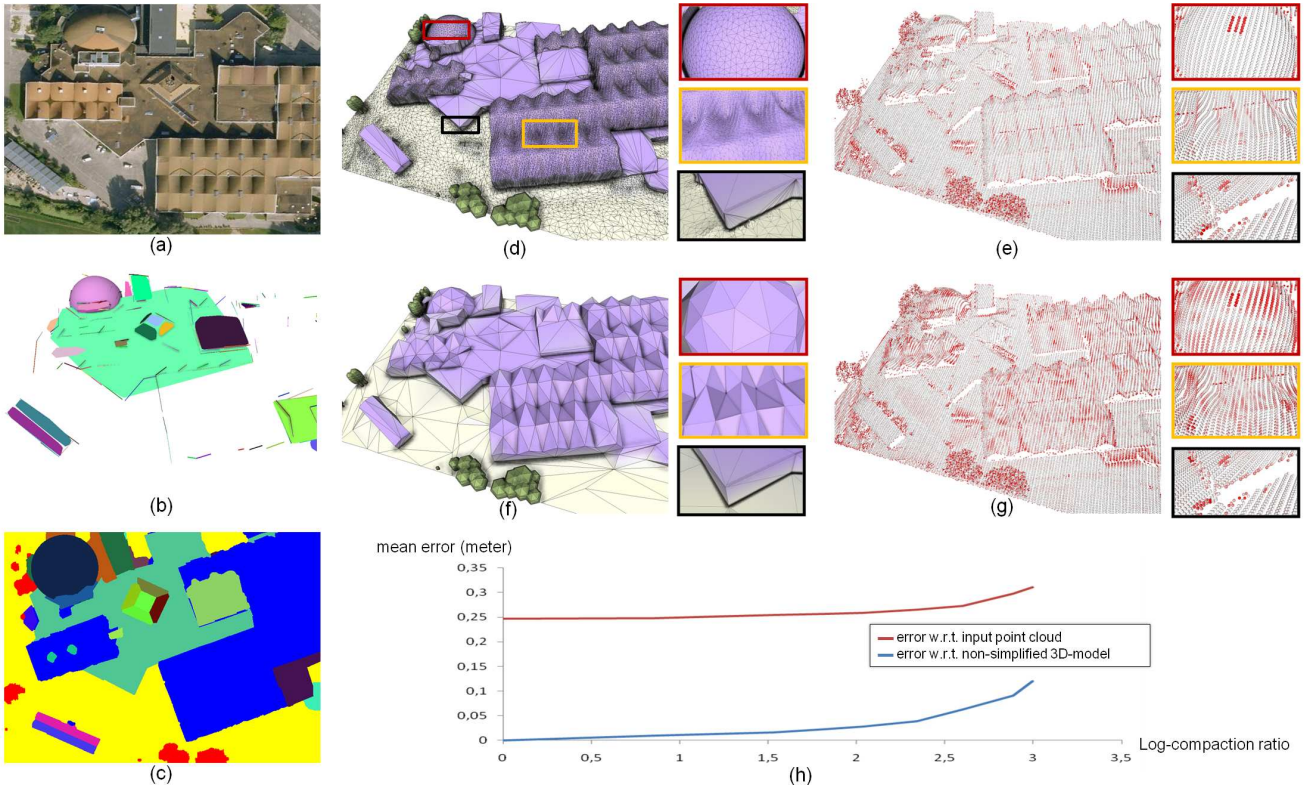 (a)
(d)
(e)
(b)
(f)
(g)
(c)
mean error (meter)
0,35
0,3
0,25
0,2
0,15
0,1
0,05
0
error w.r.t. input point cloud
error w.r.t. non-simplified 3D-model
0 0,5 1 1,5 2 2,5 3 3,5
Log-compaction ratio
(h)